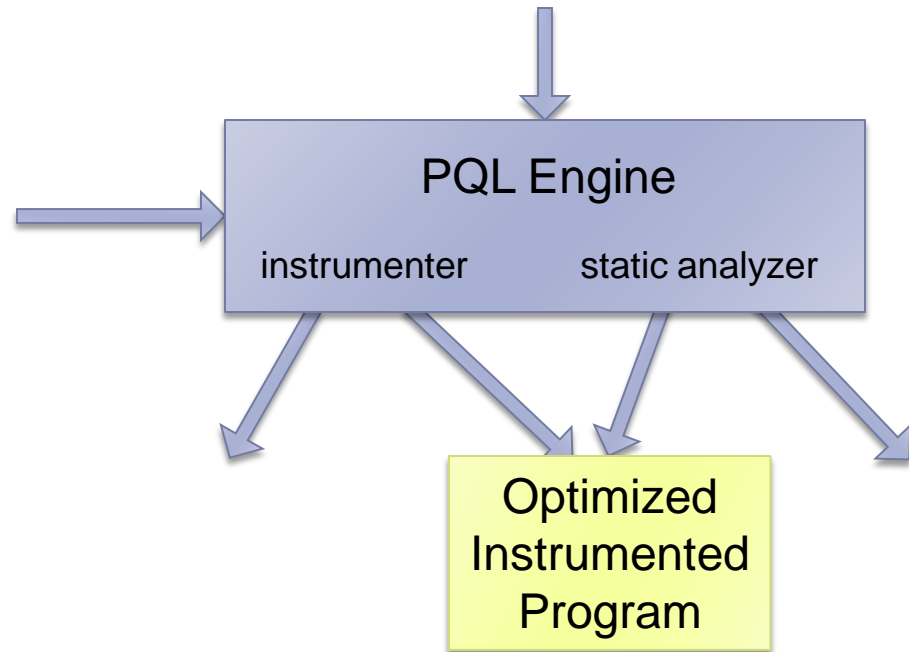 PQL Engine
instrumenter static analyzer
Optimized
Instrumented
Program